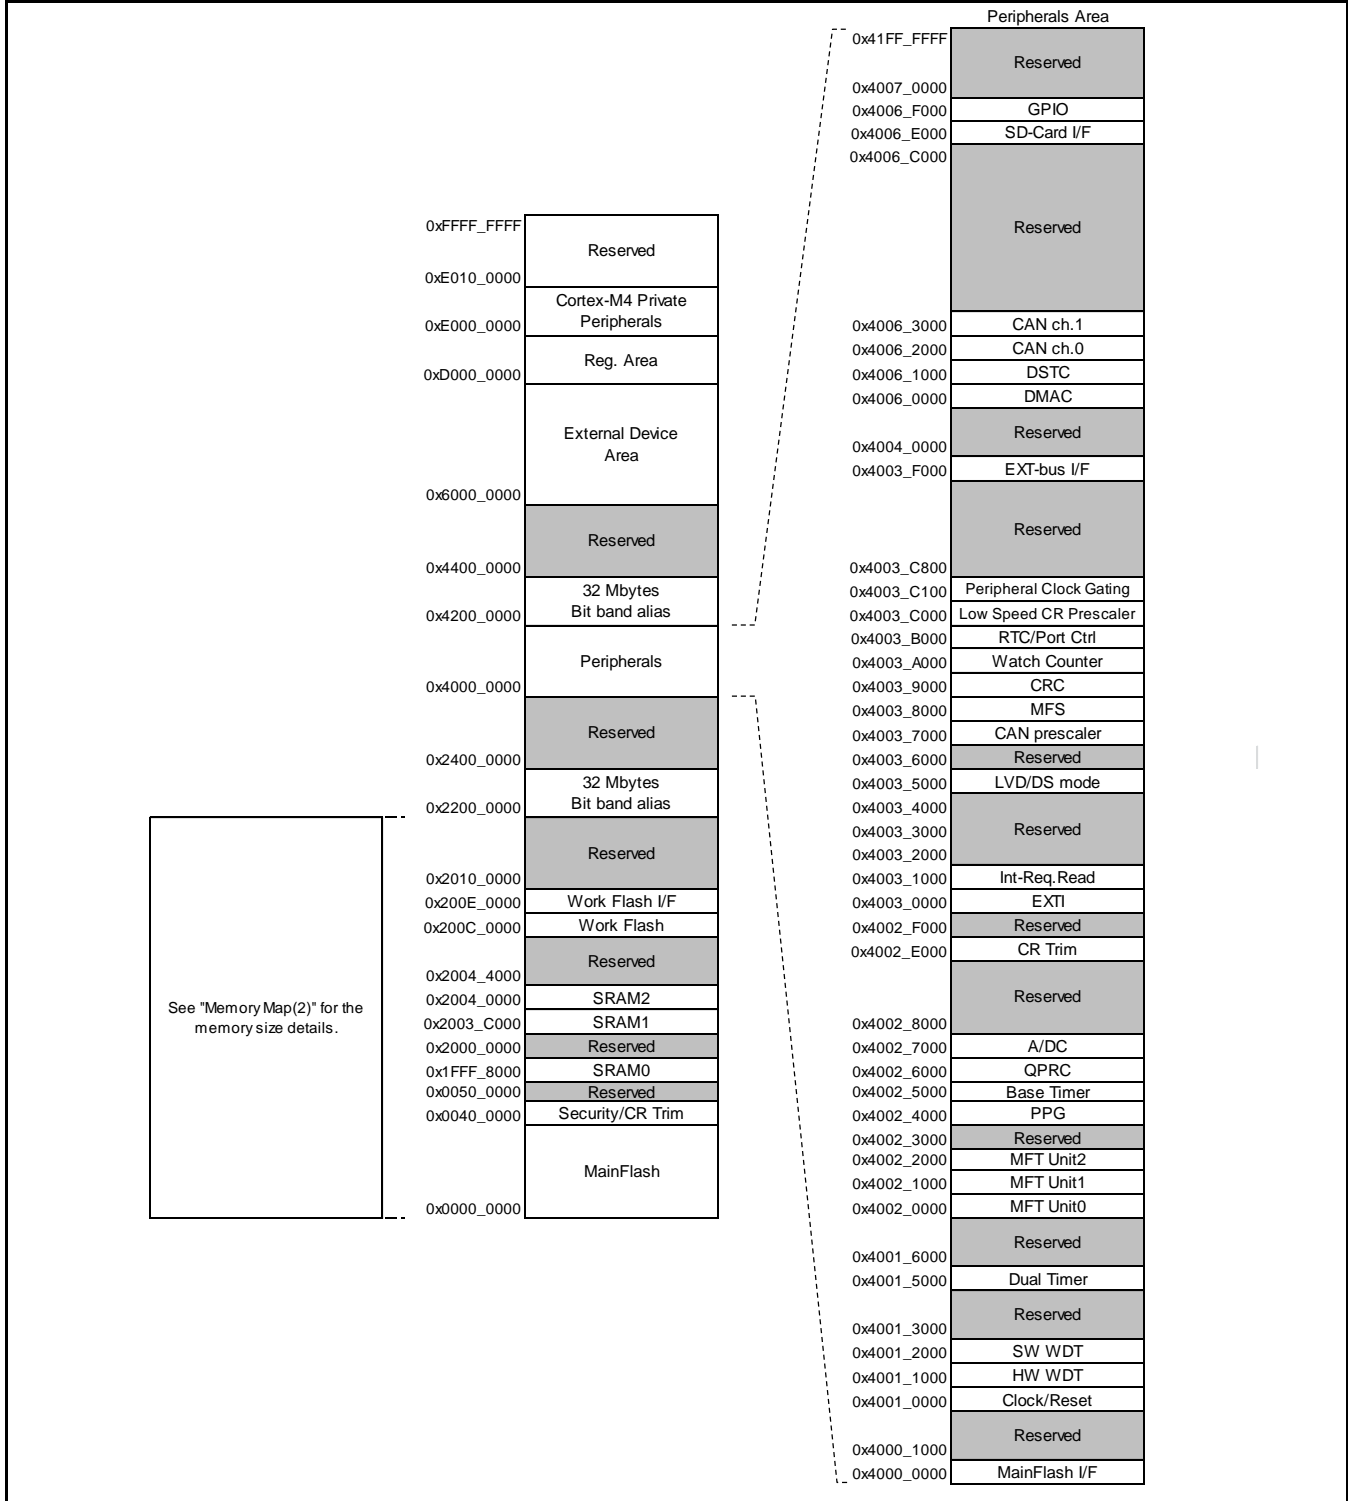 See "Memory Map(2)" for the
memory size details.
0xFFFF_FFFF
Reserved
0xE010_0000
Cortex-M4 Private
Peripherals
0xE000_0000
Reg. Area
0xD000_0000
External Device
Area
0x6000_0000
Reserved
0x4400_0000
32 Mbytes
Bit band alias
0x4200_0000
Peripherals
0x4000_0000
Reserved
0x2400_0000
32 Mbytes
Bit band alias
0x2200_0000
Reserved
0x2010_0000
0x200E_0000 Work Flash I/F
0x200C_0000 Work Flash
Reserved
0x2004_4000
0x2004_0000 SRAM2
0x2003_C000 SRAM1
0x2000_0000 Reserved
0x1FFF_8000 SRAM0
0x0050_0000 Reserved
0x0040_0000 Security/CR Trim
MainFlash
0x0000_0000
Peripherals Area
0x41FF_FFFF
Reserved
0x4007_0000
0x4006_F000 GPIO
0x4006_E000 SD-Card I/F
0x4006_C000
Reserved
0x4006_3000 CAN ch.1
0x4006_2000 CAN ch.0
0x4006_1000 DSTC
0x4006_0000 DMAC
Reserved
0x4004_0000
0x4003_F000 EXT-bus I/F
Reserved
0x4003_C800
0x4003_C100 Peripheral Clock Gating
0x4003_C000 Low Speed CR Prescaler
0x4003_B000 RTC/Port Ctrl
0x4003_A000 Watch Counter
0x4003_9000 CRC
0x4003_8000 MFS
0x4003_7000 CAN prescaler
0x4003_6000 Reserved
0x4003_5000 LVD/DS mode
0x4003_4000
0x4003_3000 Reserved
0x4003_2000
0x4003_1000 Int-Req.Read
0x4003_0000 EXTI
0x4002_F000 Reserved
0x4002_E000 CR Trim
Reserved
0x4002_8000
0x4002_7000 A/DC
0x4002_6000 QPRC
0x4002_5000 Base Timer
0x4002_4000 PPG
0x4002_3000 Reserved
0x4002_2000 MFT Unit2
0x4002_1000 MFT Unit1
0x4002_0000 MFT Unit0
Reserved
0x4001_6000
0x4001_5000 Dual Timer
Reserved
0x4001_3000
0x4001_2000 SW WDT
0x4001_1000 HW WDT
0x4001_0000 Clock/Reset
Reserved
0x4000_1000
0x4000_0000 MainFlash I/F